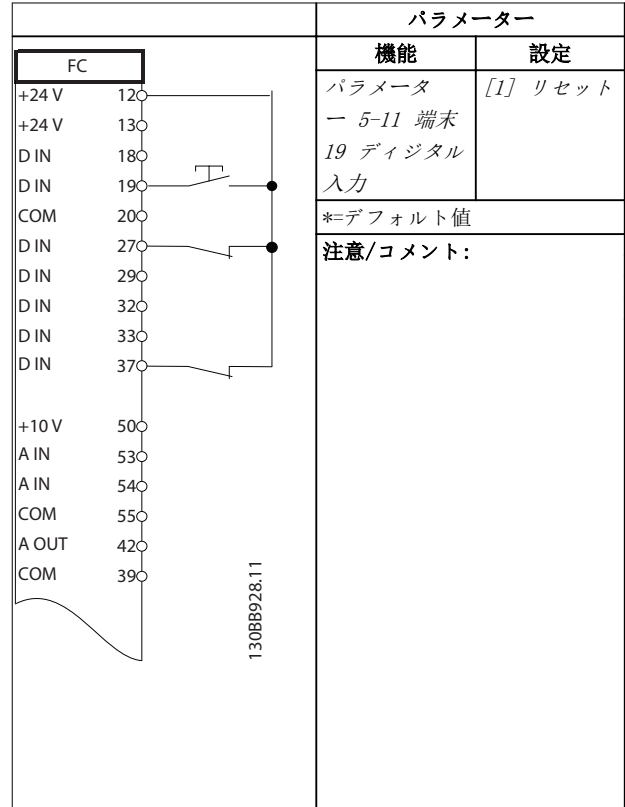 パラメーター
機能 設定
パラメータ
ー 5-11 端末
19 ディジタル
入力
[1] リセット
*=デフォルト値
注意/コメント:
FC
+24 V 12
+24 V 13
D IN 18
D IN 19
COM 20
D IN 27
D IN 29
D IN 32
D IN 33
D IN 37
+10 V 50
A IN 53
A IN 54
COM 55
A OUT 42
COM 39
130BB928.11